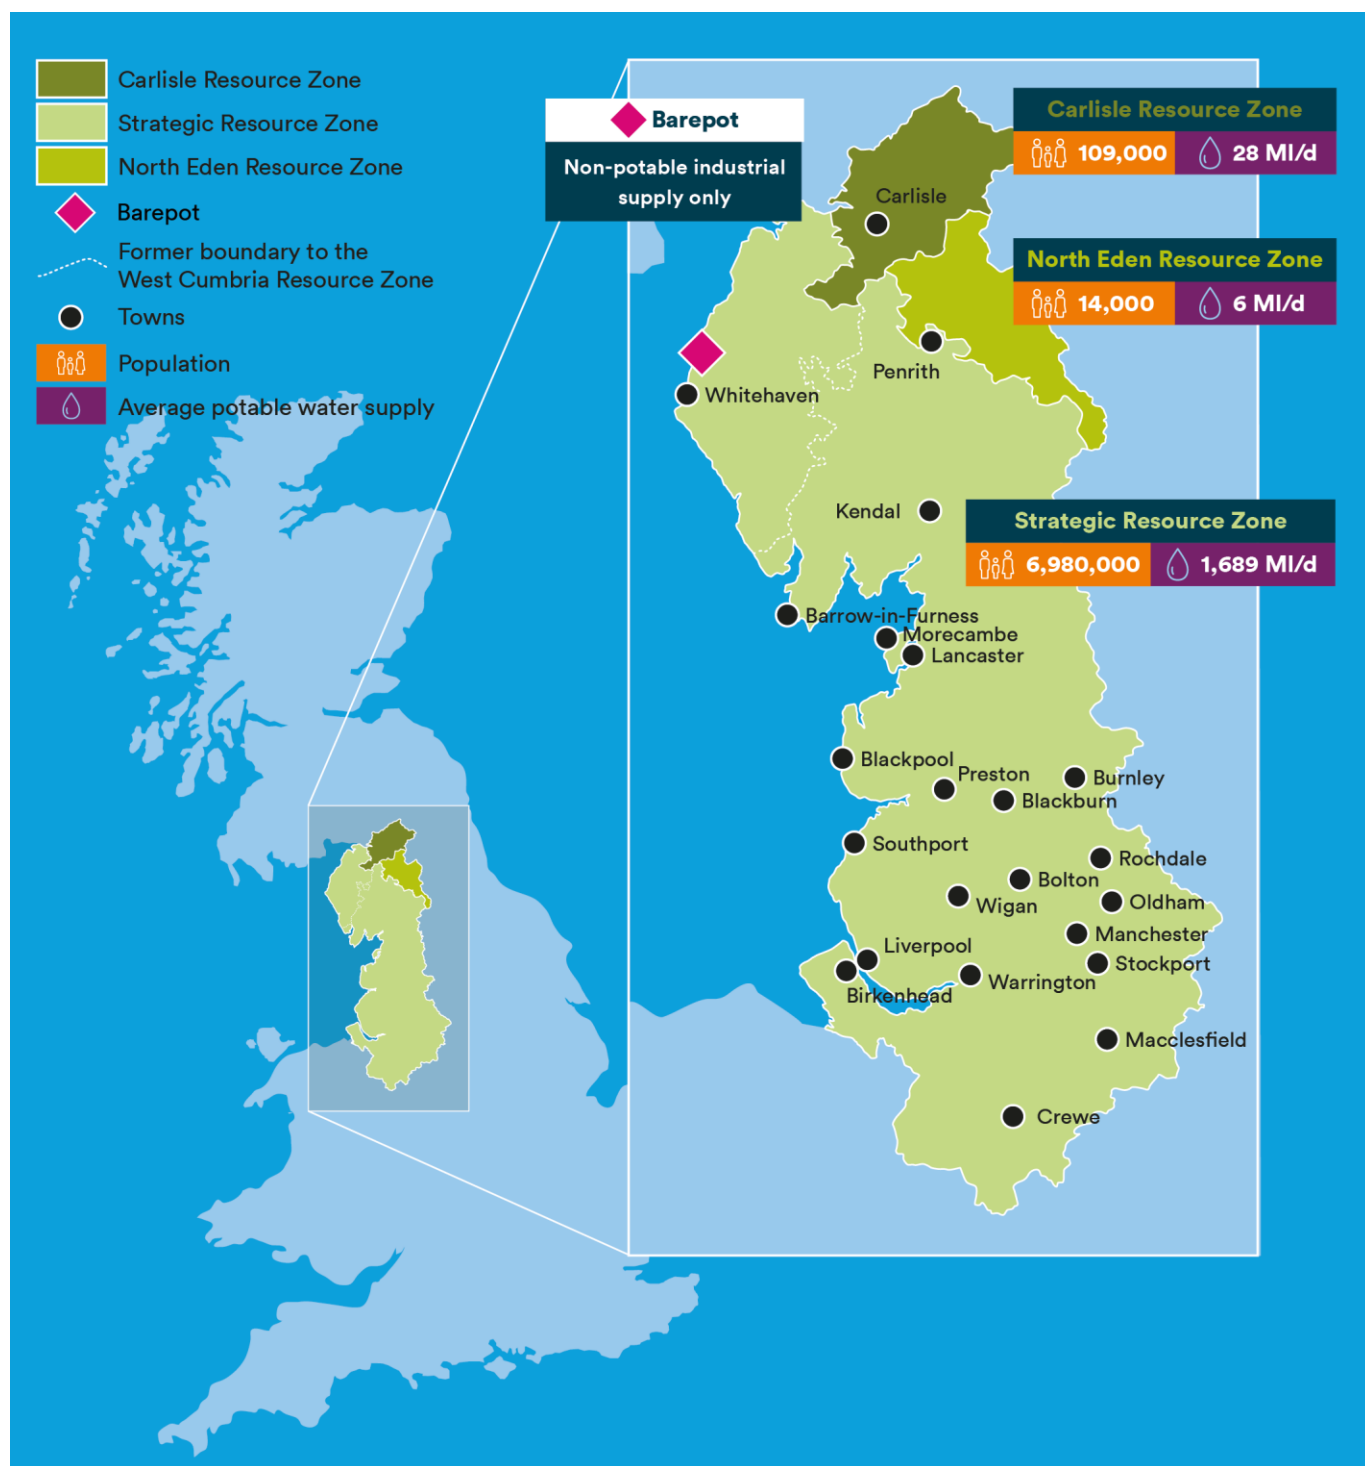 Carlisle Resource Zone
Strategic Resource Zone
North Eden Resource Zone
Barepot
Former boundary to the
West Cumbria Resource Zone
Towns
Population
Average potable water supply
Barepot
Non-potable industrial
supply only
Carlisle Resource Zone
109,000
28 Ml/d
North Eden Resource Zone
14,000
6 Ml/d
Strategic Resource Zone
6,980,000
1,689 Ml/d
Carlisle
Penrith
Whitehaven
Kendal
Barrow-in-Furness
Morecambe
Lancaster
Blackpool
Preston
Burnley
Blackburn
Southport
Rochdale
Bolton
Wigan
Oldham
Manchester
Liverpool
Stockport
Warrington
Birkenhead
Macclesfield
Crewe